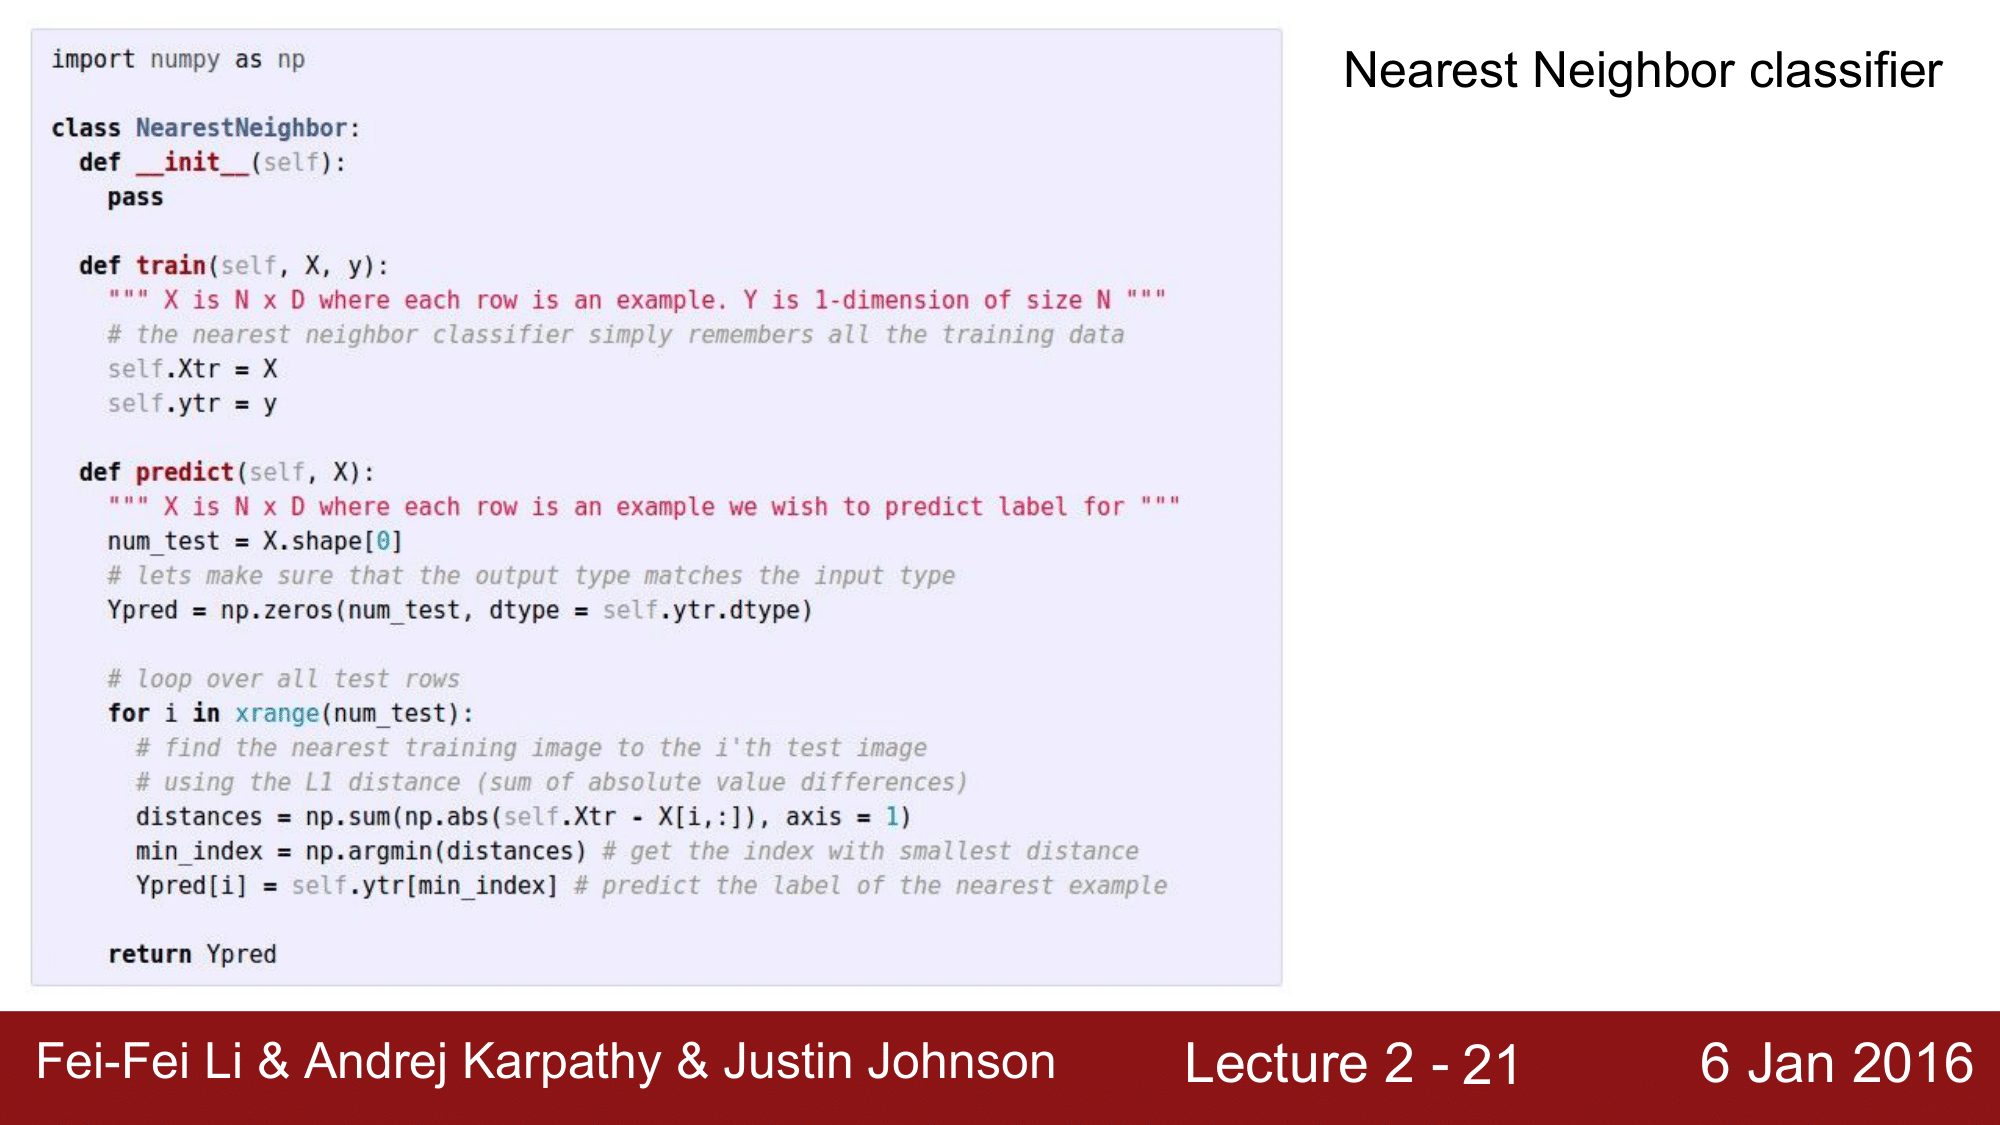 import numpy as np

class NearestNeighbor:
  def __init__(self):
    pass

  def train(self, X, y):
    """ X is N x D where each row is an example. Y is 1-dimension of size N """
    # the nearest neighbor classifier simply remembers all the training data
    self.Xtr = X
    self.ytr = y

  def predict(self, X):
    """ X is N x D where each row is an example we wish to predict label for """
    num_test = X.shape[0]
    # lets make sure that the output type matches the input type
    Ypred = np.zeros(num_test, dtype = self.ytr.dtype)

    # loop over all test rows
    for i in xrange(num_test):
      # find the nearest training image to the i'th test image
      # using the L1 distance (sum of absolute value differences)
      distances = np.sum(np.abs(self.Xtr - X[i,:]), axis = 1)
      min_index = np.argmin(distances) # get the index with smallest distance
      Ypred[i] = self.ytr[min_index] # predict the label of the nearest example

    return Ypred
Nearest Neighbor classifier
Fei-Fei Li & Andrej Karpathy & Justin Johnson
Lecture 2 - 21
6 Jan 2016